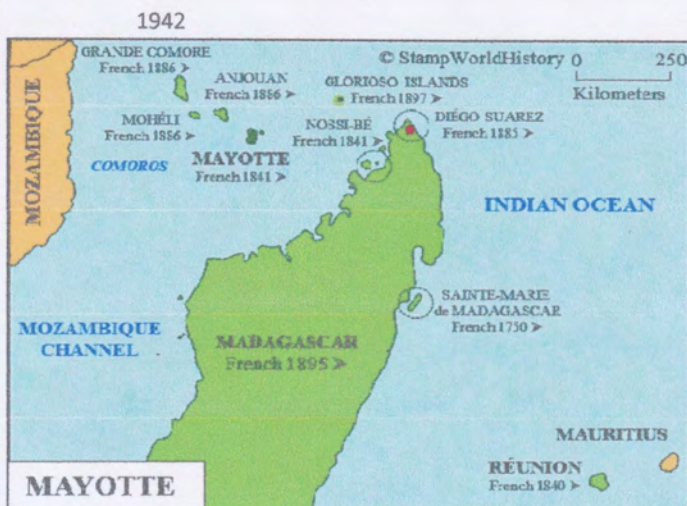 1942
GRANDE COMORE
French 1886 ➤
ANJOUAN
French 1886 ➤
© StampWorldHistory
0 250
Kilometers
GLORIOSO ISLANDS
French 1897 ➤
MOHÉLI
French 1886 ➤
NOSSI-BÉ
French 1841 ➤
DIÉGO SUAREZ
French 1885 ➤
MOZAMBIQUE
COMOROS
MAYOTTE
French 1841 ➤
INDIAN OCEAN
MOZAMBIQUE
CHANNEL
SAINTE-MARIE
de MADAGASCAR
French 1750 ➤
MADAGASCAR
French 1895 ➤
MAURITIUS
RÉUNION
French 1840 ➤
MAYOTTE